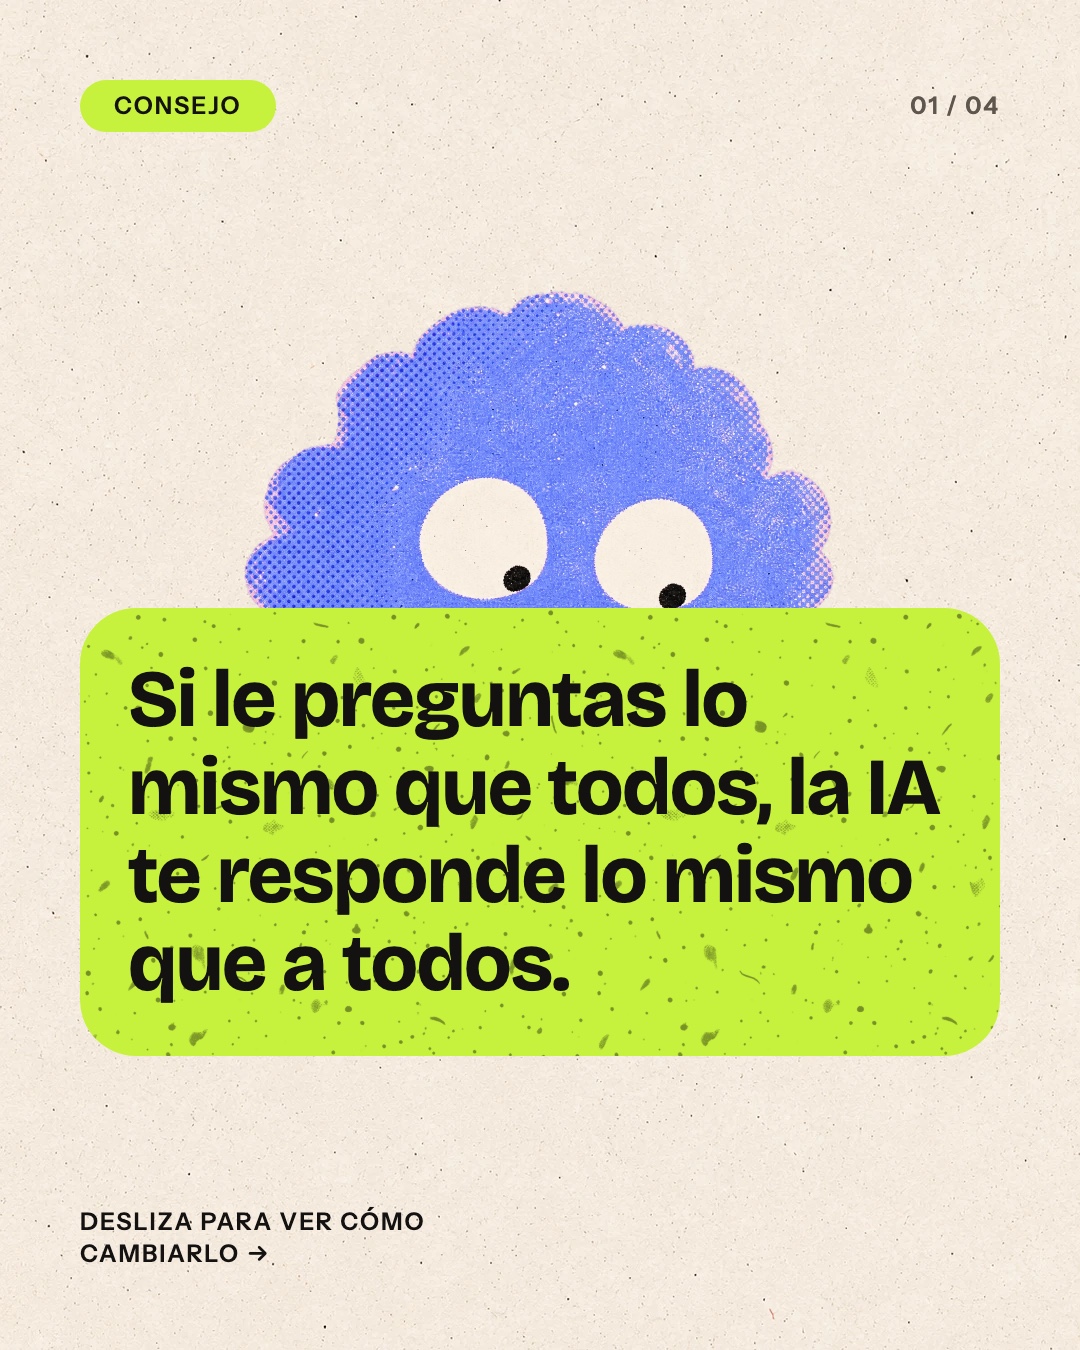 CONSEJO
01 / 04
Si le preguntas lo
mismo que todos, la IA
te responde lo mismo
que a todos.
DESLIZA PARA VER CÓMO
CAMBIARLO →